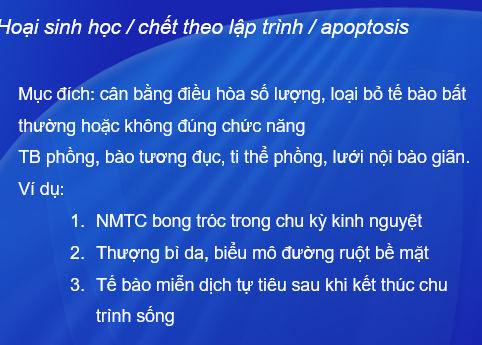 Hoại sinh học / chết theo lập trình / apoptosis
Mục đích: cân bằng điều hòa số lượng, loại bỏ tế bào bất
thường hoặc không đúng chức năng
TB phồng, bào tương đục, ti thể phồng, lưới nội bào giãn.
Ví dụ:
1. NMTC bong tróc trong chu kỳ kinh nguyệt
2. Thượng bì da, biểu mô đường ruột bề mặt
3. Tế bào miễn dịch tự tiêu sau khi kết thúc chu
trình sống